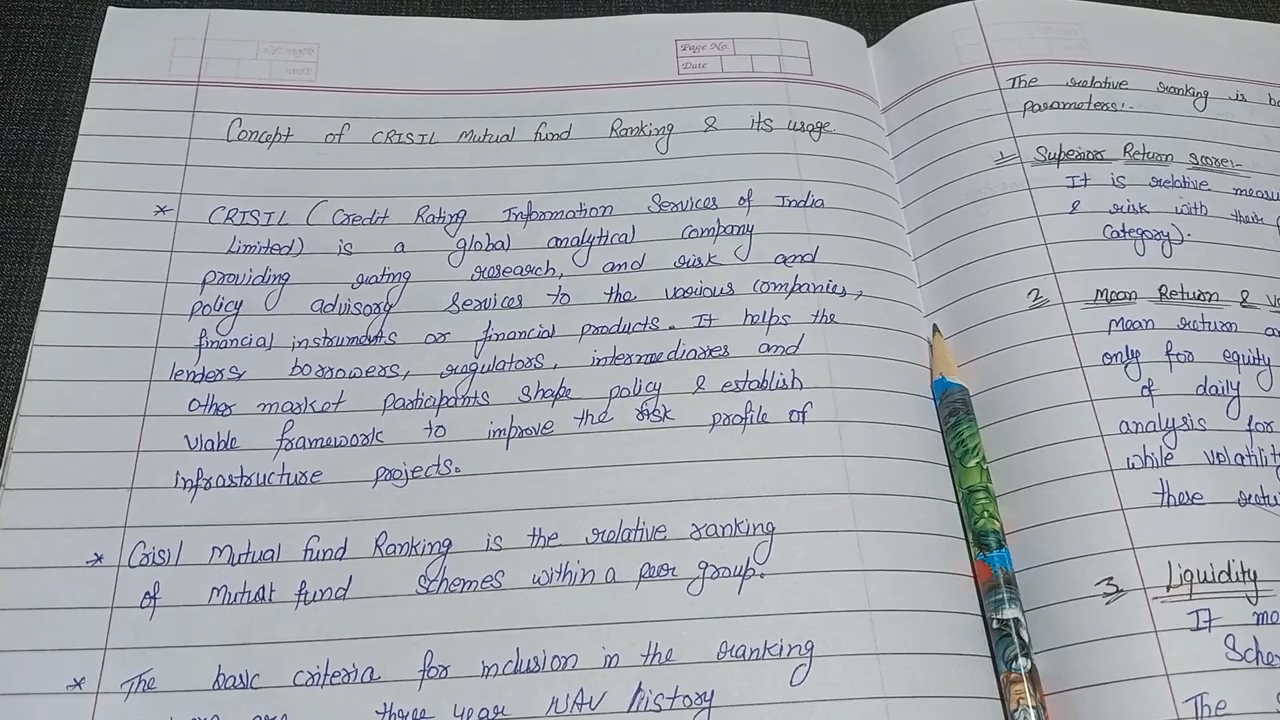 Page No.
Date
Concept of CRISIL Mutual fund Ranking & its usage.
* CRISIL (Credit Rating Information Services of India
Limited) is a global analytical company
providing rating research, and risk and
policy advisory services to the various companies,
financial instruments or financial products. It helps the
lenders, borrowers, regulators, intermediaries and
other market participants shape policy & establish
viable framework to improve the risk profile of
infrastructure projects.
* Crisil Mutual fund Ranking is the relative ranking
of Mutual fund schemes within a peer group.
* The basic criteria for inclusion in the ranking
three year NAV history
The relative ranking is
parameters:-
1 Superior Return score:-
It is relative
& risk with their
category).
2 Mean Return &
Mean return
only for equity
of daily
analysis for
while
these
3 Liquidity
It
The